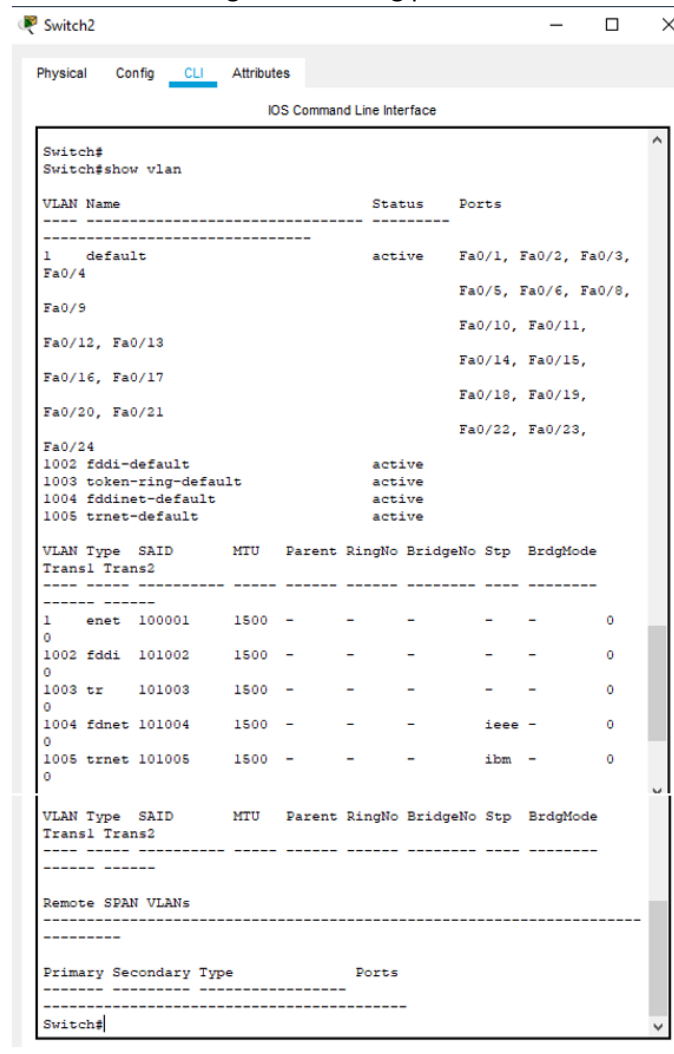 Switch2
Physical Config CLI Attributes
IOS Command Line Interface
Switch#
Switch#show vlan
VLAN Name                             Status    Ports
---- -------------------------------- ---------
-------------------------------
1    default                          active    Fa0/1, Fa0/2, Fa0/3,
Fa0/4
                                                Fa0/5, Fa0/6, Fa0/8,
Fa0/9
                                                Fa0/10, Fa0/11,
Fa0/12, Fa0/13
                                                Fa0/14, Fa0/15,
Fa0/16, Fa0/17
                                                Fa0/18, Fa0/19,
Fa0/20, Fa0/21
                                                Fa0/22, Fa0/23,
Fa0/24
1002 fddi-default                     active
1003 token-ring-default               active
1004 fddinet-default                  active
1005 trnet-default                    active
VLAN Type  SAID       MTU   Parent RingNo BridgeNo Stp  BrdgMode
Trans1 Trans2
---- ----- ---------- ----- ------ ------ -------- ---- --------
------ ------
1    enet  100001     1500  -      -      -        -    -        0
0
1002 fddi  101002     1500  -      -      -        -    -        0
0
1003 tr    101003     1500  -      -      -        -    -        0
0
1004 fdnet 101004     1500  -      -      -        ieee -        0
0
1005 trnet 101005     1500  -      -      -        ibm  -        0
0
VLAN Type  SAID       MTU   Parent RingNo BridgeNo Stp  BrdgMode
Trans1 Trans2
---- ----- ---------- ----- ------ ------ -------- ---- --------
------ ------
Remote SPAN VLANs
----------------------------------------------------------------------
---------
Primary Secondary Type              Ports
------- --------- -----------------
------------------------------------------
Switch#